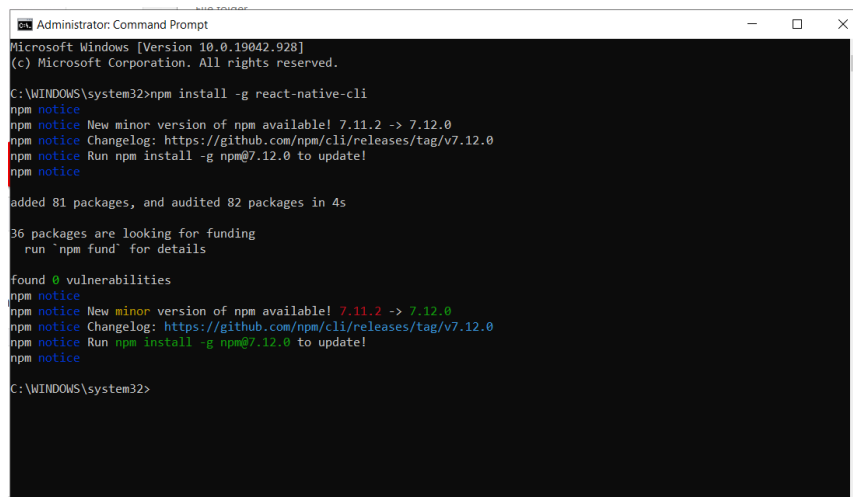 File folder
Administrator: Command Prompt
Microsoft Windows [Version 10.0.19042.928]
(c) Microsoft Corporation. All rights reserved.
C:\WINDOWS\system32>npm install -g react-native-cli
npm notice
npm notice New minor version of npm available! 7.11.2 -> 7.12.0
npm notice Changelog: https://github.com/npm/cli/releases/tag/v7.12.0
npm notice Run npm install -g npm@7.12.0 to update!
npm notice
added 81 packages, and audited 82 packages in 4s
36 packages are looking for funding
  run `npm fund` for details
found 0 vulnerabilities
npm notice
npm notice New minor version of npm available! 7.11.2 -> 7.12.0
npm notice Changelog: https://github.com/npm/cli/releases/tag/v7.12.0
npm notice Run npm install -g npm@7.12.0 to update!
npm notice
C:\WINDOWS\system32>